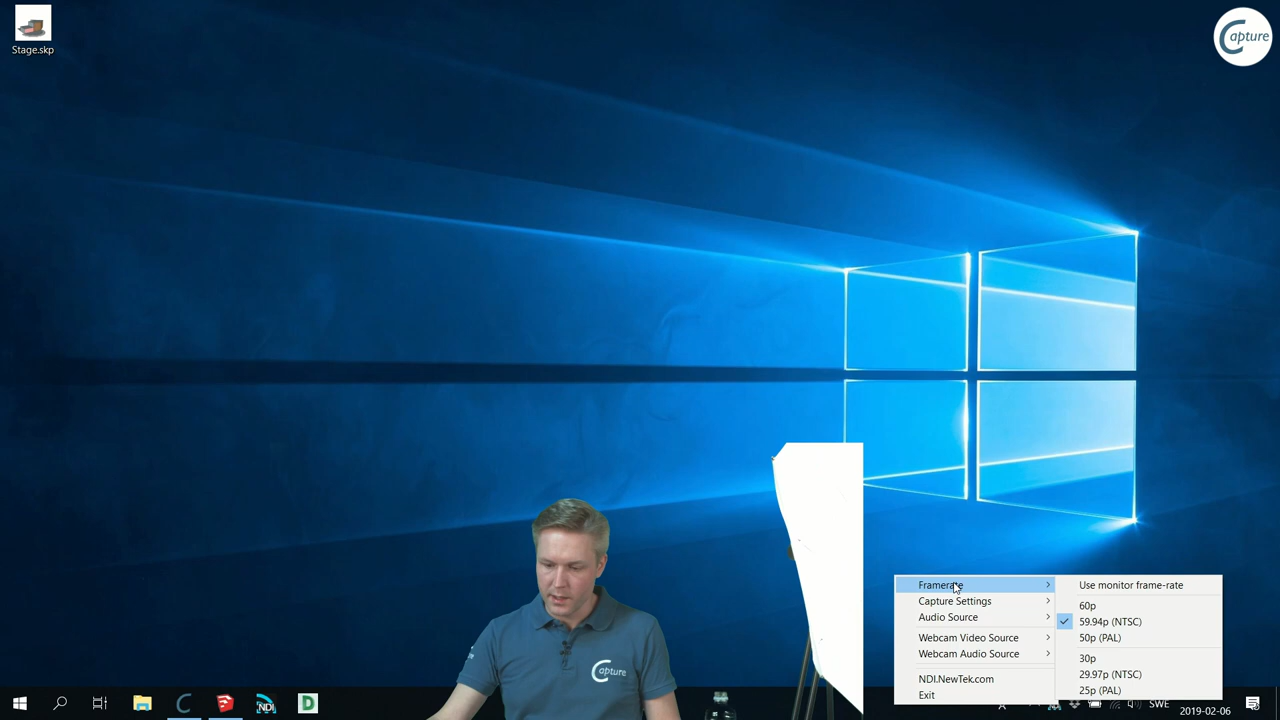 Stage.skp
Capture
Framerate
Capture Settings
Audio Source
Webcam Video Source
Webcam Audio Source
NDI.NewTek.com
Exit
Use monitor frame-rate
60p
59.94p (NTSC)
50p (PAL)
30p
29.97p (NTSC)
25p (PAL)
Capture
NDI
D
SWE
2019-02-06